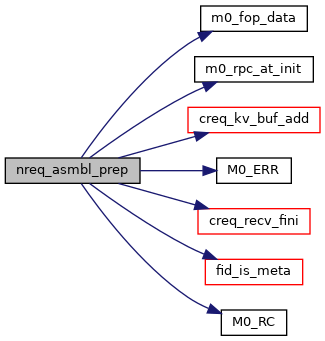 m0_fop_data
m0_rpc_at_init
creq_kv_buf_add
nreq_asmbl_prep
M0_ERR
creq_recv_fini
fid_is_meta
M0_RC